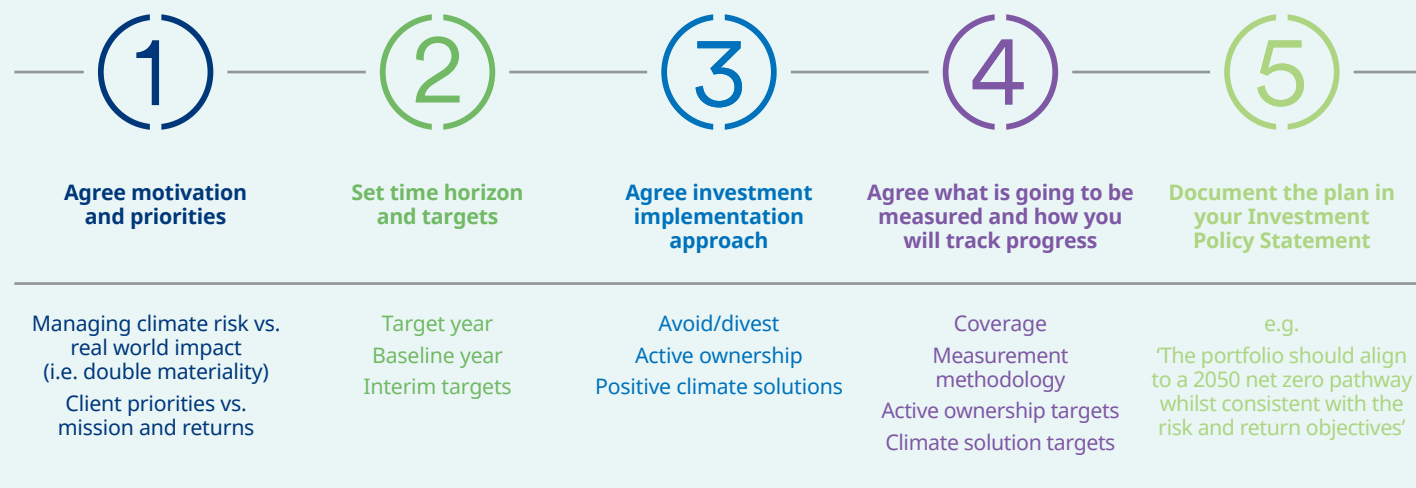 1
Agree motivation
and priorities
Managing climate risk vs.
real world impact
(i.e. double materiality)
Client priorities vs.
mission and returns
2
Set time horizon
and targets
Target year
Baseline year
Interim targets
3
Agree investment
implementation
approach
Avoid/divest
Active ownership
Positive climate solutions
4
Agree what is going to be
measured and how you
will track progress
Coverage
Measurement
methodology
Active ownership targets
Climate solution targets
5
Document the plan in
your Investment
Policy Statement
e.g.
‘The portfolio should align
to a 2050 net zero pathway
whilst consistent with the
risk and return objectives’